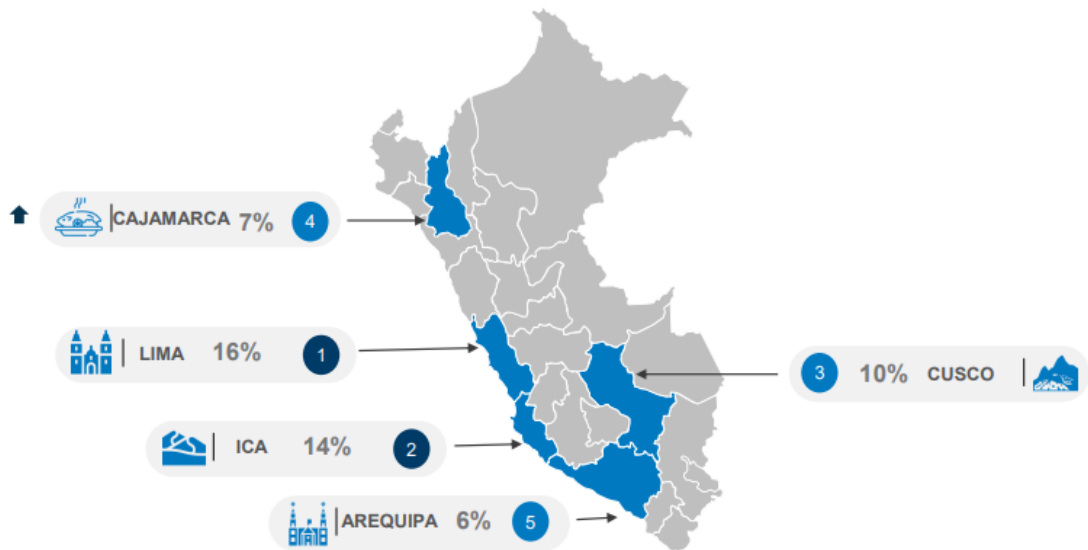 CAJAMARCA 7% 4
LIMA 16% 1
3 10% CUSCO
ICA 14% 2
AREQUIPA 6% 5